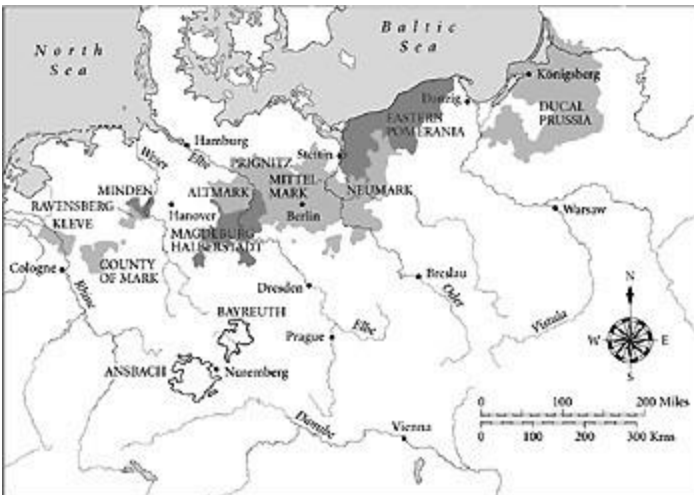 North
Sea
Baltic
Sea
Königsberg
Danzig
DUCAL
PRUSSIA
EASTERN
POMERANIA
Hamburg
Weser
Elbe
Stettin
PRIGNITZ
MITTEL-
MARK
ALTMARK
NEUMARK
MINDEN
RAVENSBERG
KLEVE
Hanover
Berlin
Warsaw
MAGDEBURG
HALBERSTADT
COUNTY
OF MARK
Cologne
Rhine
Dresden
Breslau
Oder
BAYREUTH
Prague
Elbe
Vistula
ANSBACH
Nuremberg
Danube
Vienna
N
W
E
S
0 100 200 Miles
0 100 200 300 Kms